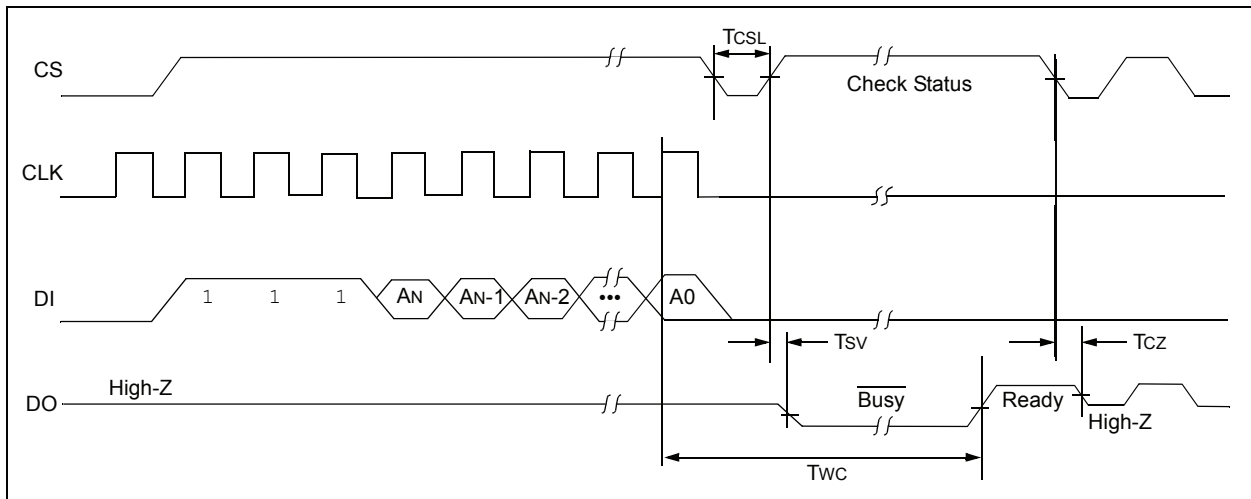 TCSL
CS
Check Status
CLK
DI
1 1 1 AN AN-1 AN-2 ••• A0
TSV
TCZ
High-Z
DO
Busy
Ready
High-Z
TWC